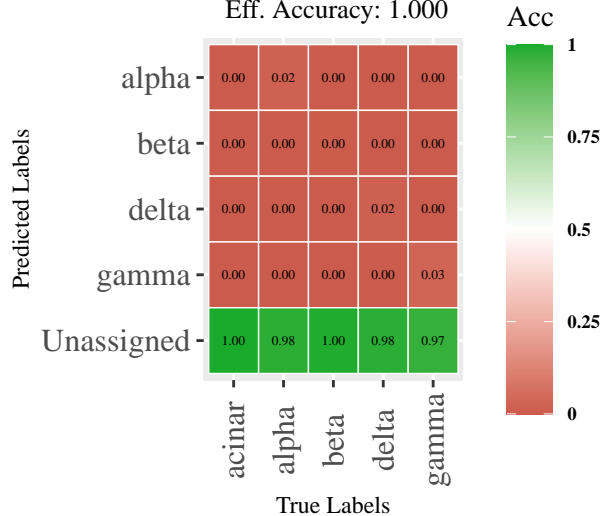 Eff. Accuracy: 1.000
Predicted Labels
alpha 0.00 0.02 0.00 0.00 0.00
beta 0.00 0.00 0.00 0.00 0.00
delta 0.00 0.00 0.00 0.02 0.00
gamma 0.00 0.00 0.00 0.00 0.03
Unassigned 1.00 0.98 1.00 0.98 0.97
acinar alpha beta delta gamma
True Labels
Acc
1
0.75
0.5
0.25
0